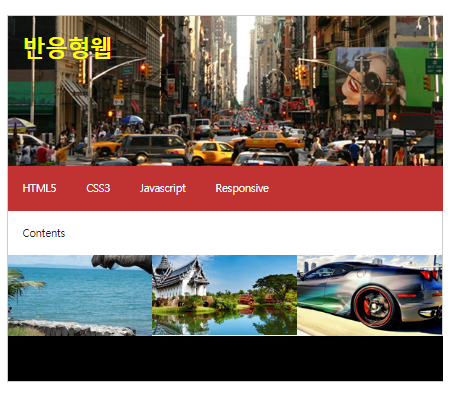 반응형웹
HTML5 CSS3 Javascript Responsive
Contents